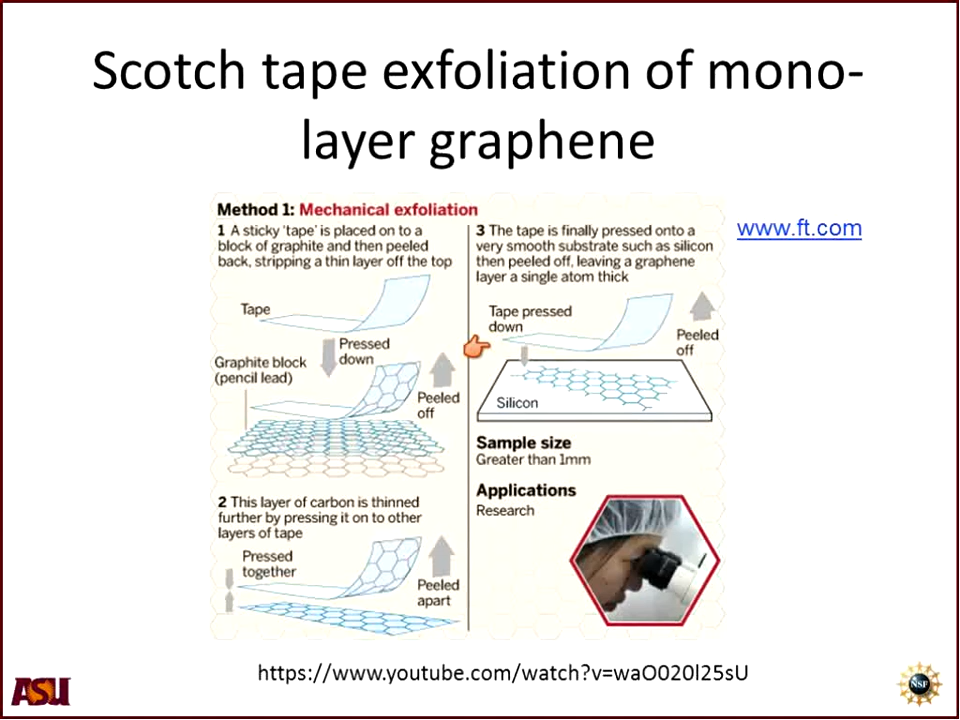 Scotch tape exfoliation of mono-
layer graphene
Method 1: Mechanical exfoliation
1 A sticky 'tape' is placed on to a
block of graphite and then peeled
back, stripping a thin layer off the top
Tape
Pressed
down
Graphite block
(pencil lead)
Peeled
off
2 This layer of carbon is thinned
further by pressing it on to other
layers of tape
Pressed
together
Peeled
apart
3 The tape is finally pressed onto a
very smooth substrate such as silicon
then peeled off, leaving a graphene
layer a single atom thick
Tape pressed
down
Peeled
off
Silicon
Sample size
Greater than 1mm
Applications
Research
www.ft.com
https://www.youtube.com/watch?v=waO020l25sU
ASU
NSF